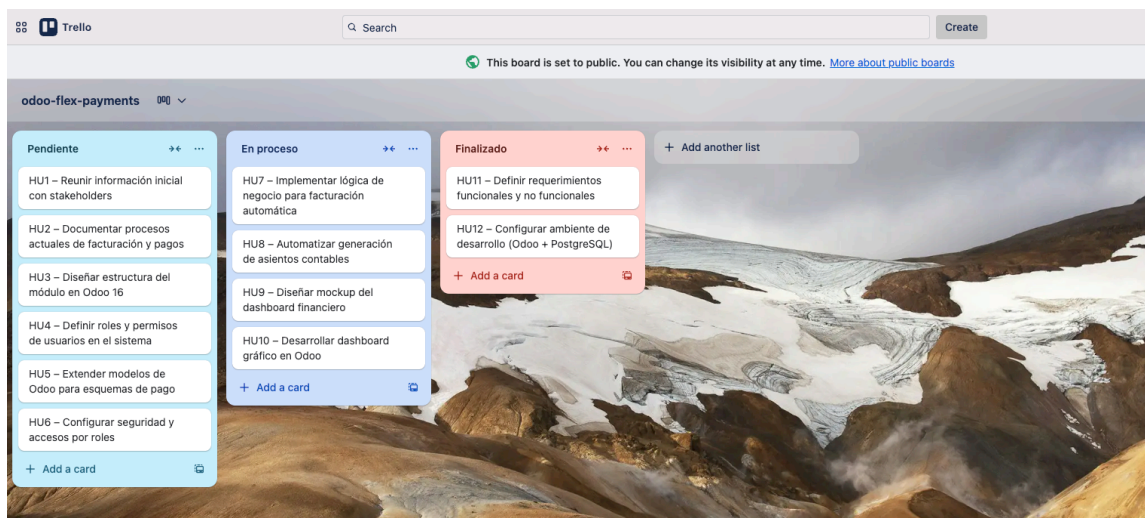 Trello
Search
Create
This board is set to public. You can change its visibility at any time. More about public boards
odoo-flex-payments
Pendiente
HU1 – Reunir información inicial
con stakeholders
HU2 – Documentar procesos
actuales de facturación y pagos
HU3 – Diseñar estructura del
módulo en Odoo 16
HU4 – Definir roles y permisos
de usuarios en el sistema
HU5 – Extender modelos de
Odoo para esquemas de pago
HU6 – Configurar seguridad y
accesos por roles
+ Add a card
En proceso
HU7 – Implementar lógica de
negocio para facturación
automática
HU8 – Automatizar generación
de asientos contables
HU9 – Diseñar mockup del
dashboard financiero
HU10 – Desarrollar dashboard
gráfico en Odoo
+ Add a card
Finalizado
HU11 – Definir requerimientos
funcionales y no funcionales
HU12 – Configurar ambiente de
desarrollo (Odoo + PostgreSQL)
+ Add a card
+ Add another list